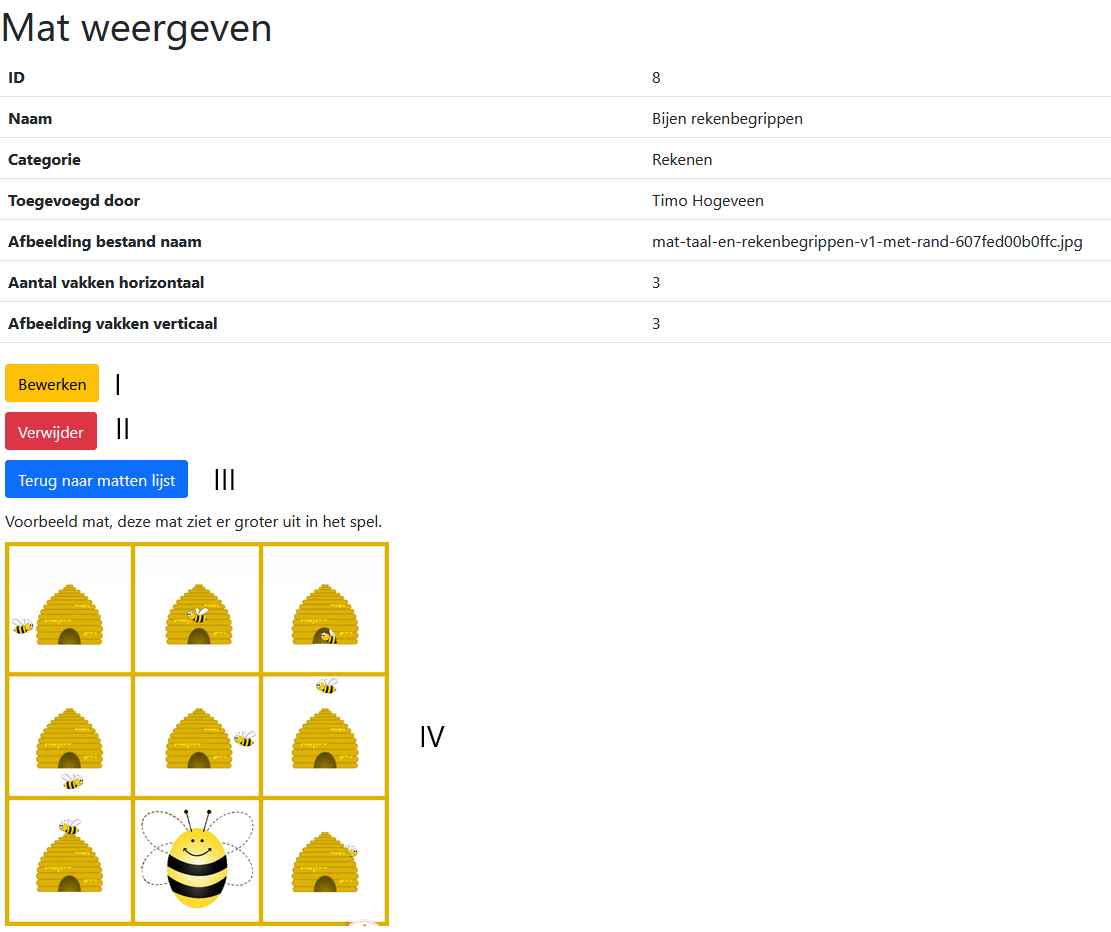 Mat weergeven
ID 8
Naam Bijen rekenbegrippen
Categorie Rekenen
Toegevoegd door Timo Hogeveen
Afbeelding bestand naam mat-taal-en-rekenbegrippen-v1-met-rand-607fed00b0ffc.jpg
Aantal vakken horizontaal 3
Afbeelding vakken verticaal 3
Bewerken I
Verwijder II
Terug naar matten lijst III
Voorbeeld mat, deze mat ziet er groter uit in het spel.
IV